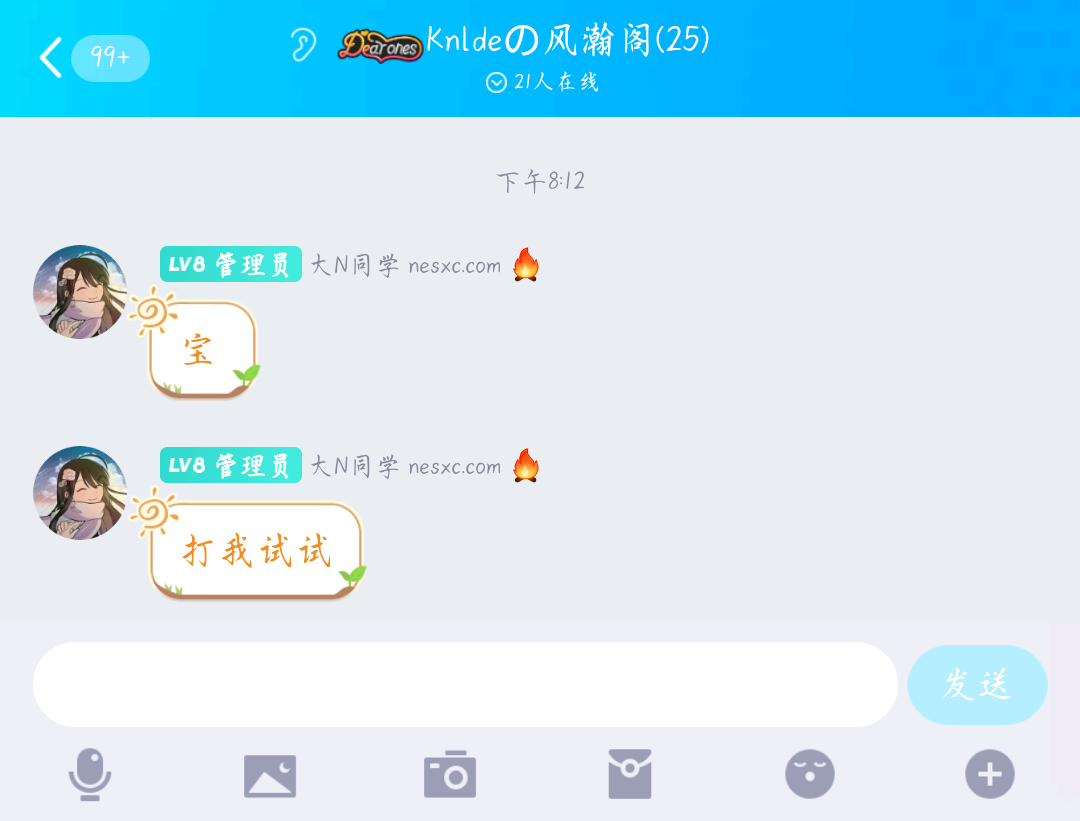 99+
Dear ones Knldeの风瀚阁(25)
21人在线
下午8:12
LV8 管理员 大N同学 nesxc.com
宝
LV8 管理员 大N同学 nesxc.com
打我试试
发送